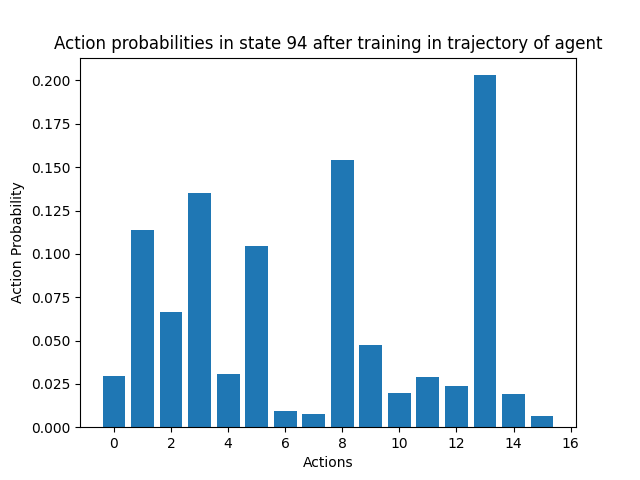 Action probabilities in state 94 after training in trajectory of agent
0.200
0.175
0.150
0.125
0.100
0.075
0.050
0.025
0.000
Action Probability
0 2 4 6 8 10 12 14 16
Actions